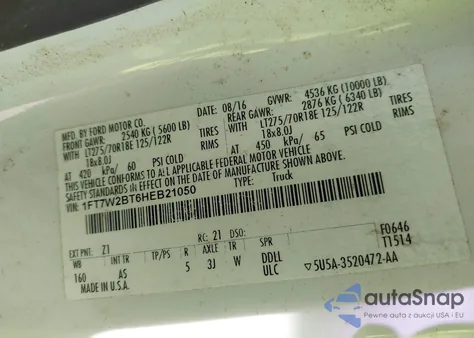 MFD. BY FORD MOTOR CO.
DATE: 08/16 GVWR: 4536 KG (10000 LB)
FRONT GAWR: 2540 KG (5600 LB) REAR GAWR: 2876 KG (6340 LB)
WITH LT275/70R18E 125/122R TIRES WITH LT275/70R18E 125/122R TIRES
18x8.0J 18x8.0J
AT 420 kPa/ 60 PSI COLD AT 450 kPa/ 65 PSI COLD
THIS VEHICLE CONFORMS TO ALL APPLICABLE FEDERAL MOTOR VEHICLE
SAFETY STANDARDS IN EFFECT ON THE DATE OF MANUFACTURE SHOWN ABOVE.
VIN: 1FT7W2BT6HEB21050 TYPE: Truck
F0646
T1514
EXT PNT: Z1 RC: 21 DSO:
WB INT TR TP/PS R AXLE TR SPR
160 AS 5 3J W DDLL
MADE IN U.S.A. ULC ▽5U5A-3520472-AA
autoSnap
Pewne auta z aukcji USA i EU